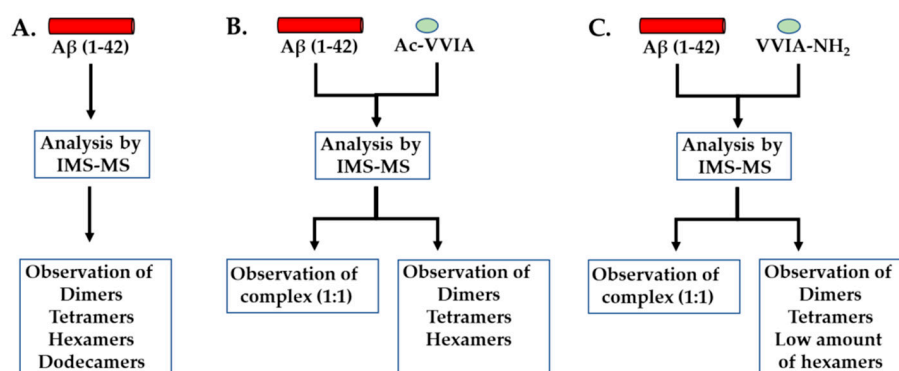 A.
Aβ (1-42)
Analysis by
IMS-MS
Observation of
Dimers
Tetramers
Hexamers
Dodecamers
B.
Aβ (1-42)
Ac-VVIA
Analysis by
IMS-MS
Observation of
complex (1:1)
Observation of
Dimers
Tetramers
Hexamers
C.
Aβ (1-42)
VVIA-NH₂
Analysis by
IMS-MS
Observation of
complex (1:1)
Observation of
Dimers
Tetramers
Low amount
of hexamers